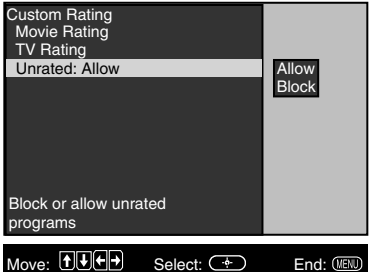 Custom Rating
Movie Rating
TV Rating
Unrated: Allow
Allow
Block
Block or allow unrated
programs
Move: Select: End: MENU